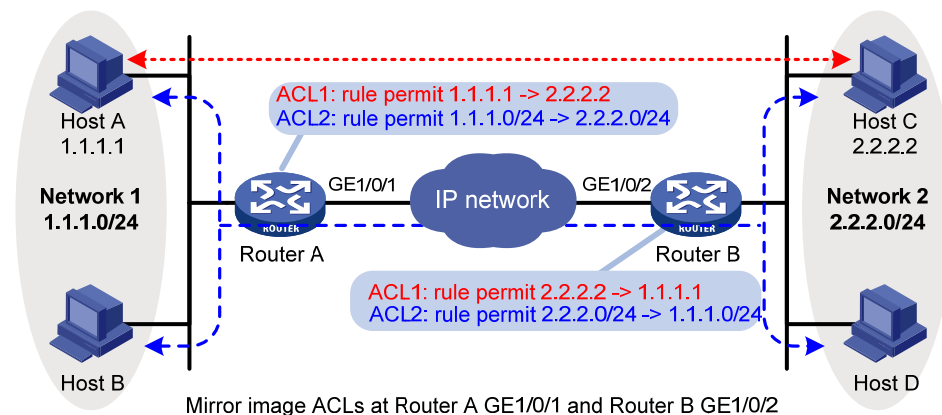 ACL1: rule permit 1.1.1.1 -> 2.2.2.2
ACL2: rule permit 1.1.1.0/24 -> 2.2.2.0/24
Host A
1.1.1.1
Host C
2.2.2.2
Network 1
1.1.1.0/24
GE1/0/1
IP network
GE1/0/2
Network 2
2.2.2.0/24
ROUTER
ROUTER
Router A
Router B
ACL1: rule permit 2.2.2.2 -> 1.1.1.1
ACL2: rule permit 2.2.2.0/24 -> 1.1.1.0/24
Host B
Host D
Mirror image ACLs at Router A GE1/0/1 and Router B GE1/0/2